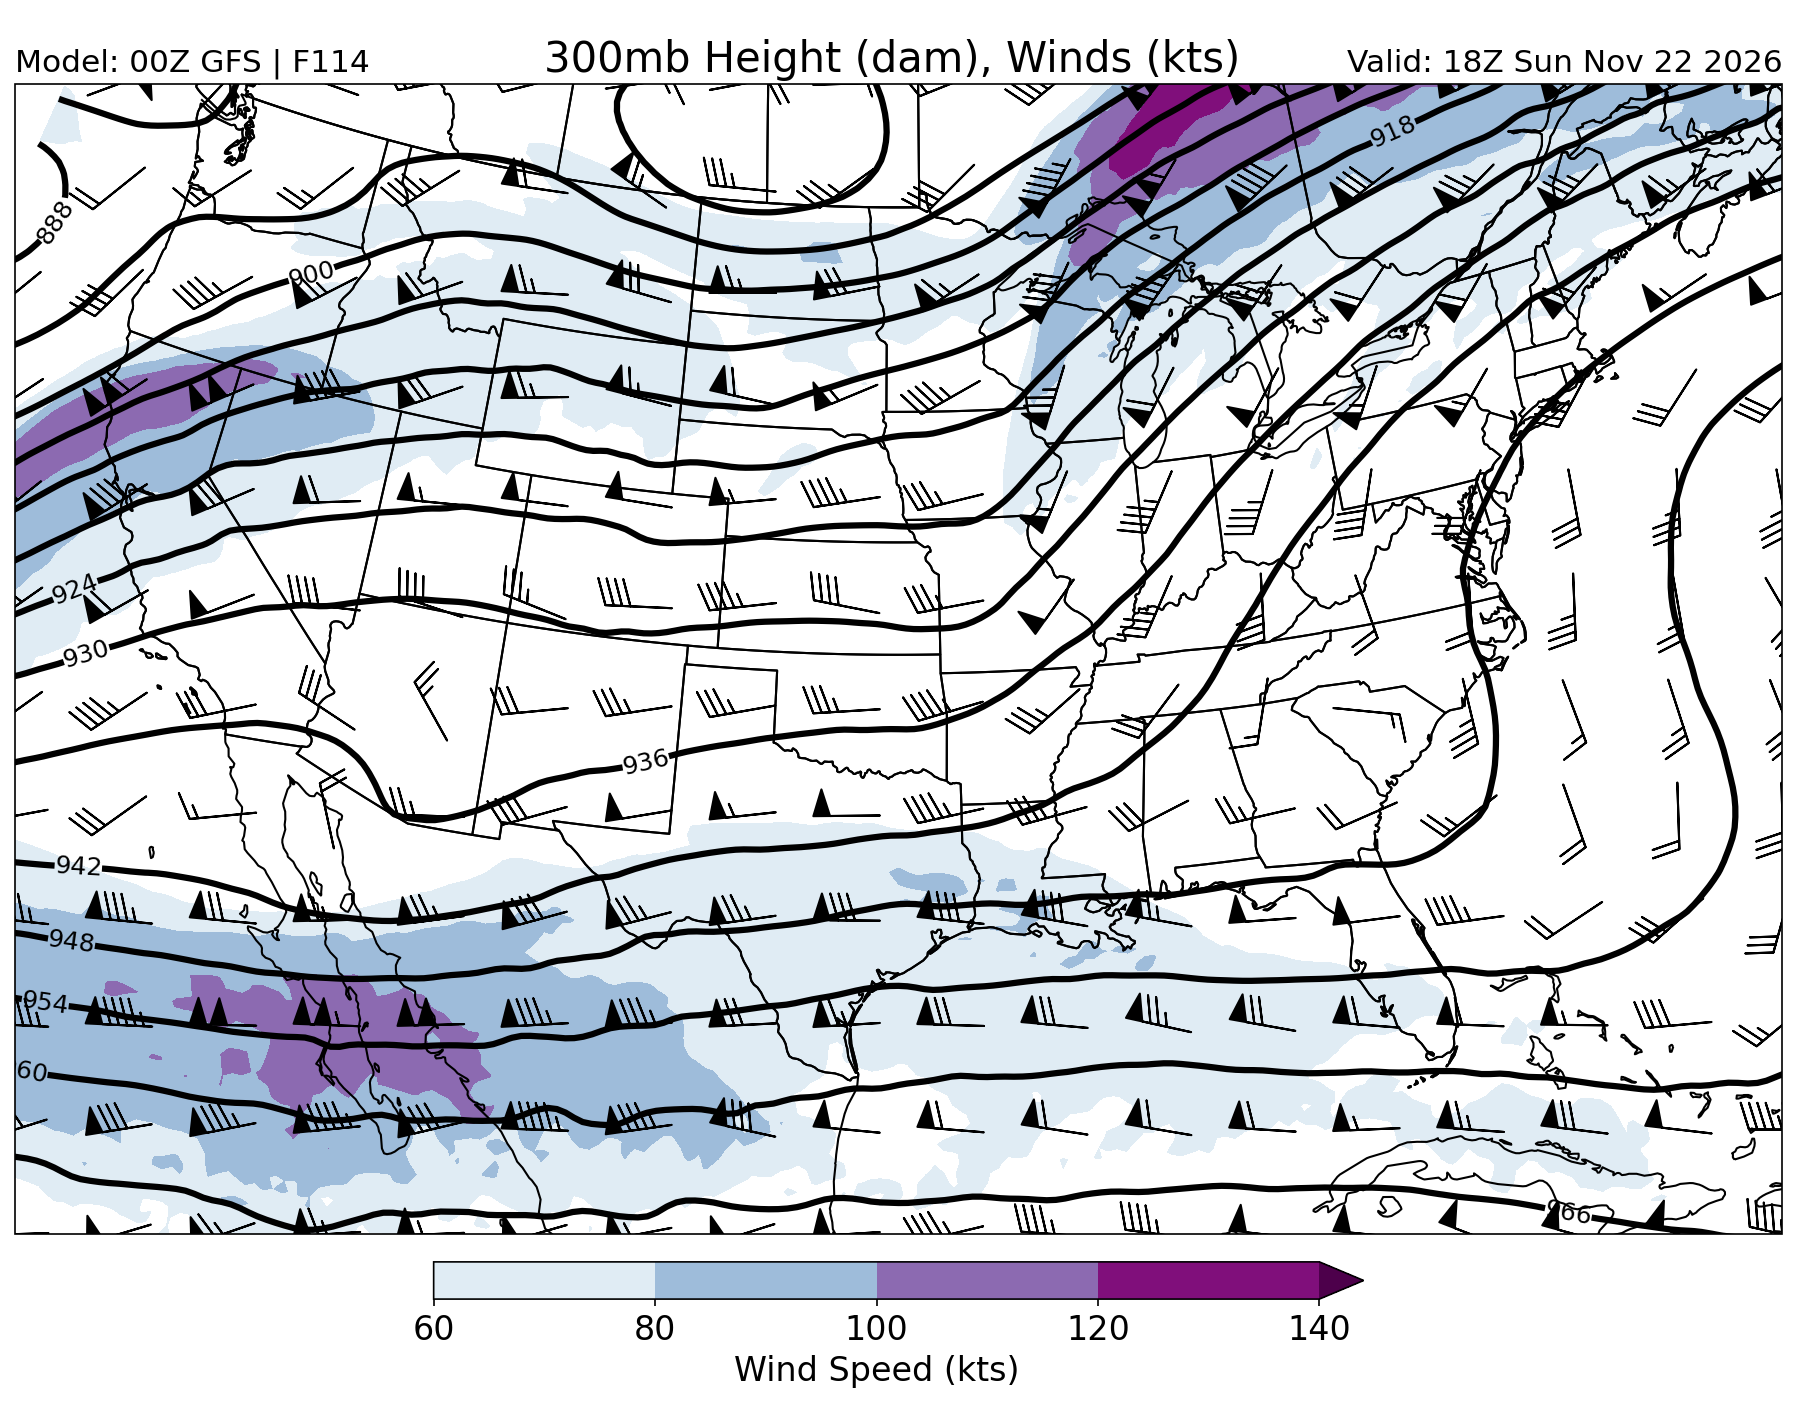 Model: 00Z GFS | F114
300mb Height (dam), Winds (kts)
Valid: 18Z Sun Nov 22 2026
918
888
900
924
930
936
942
948
954
60
966
60 80 100 120 140
Wind Speed (kts)